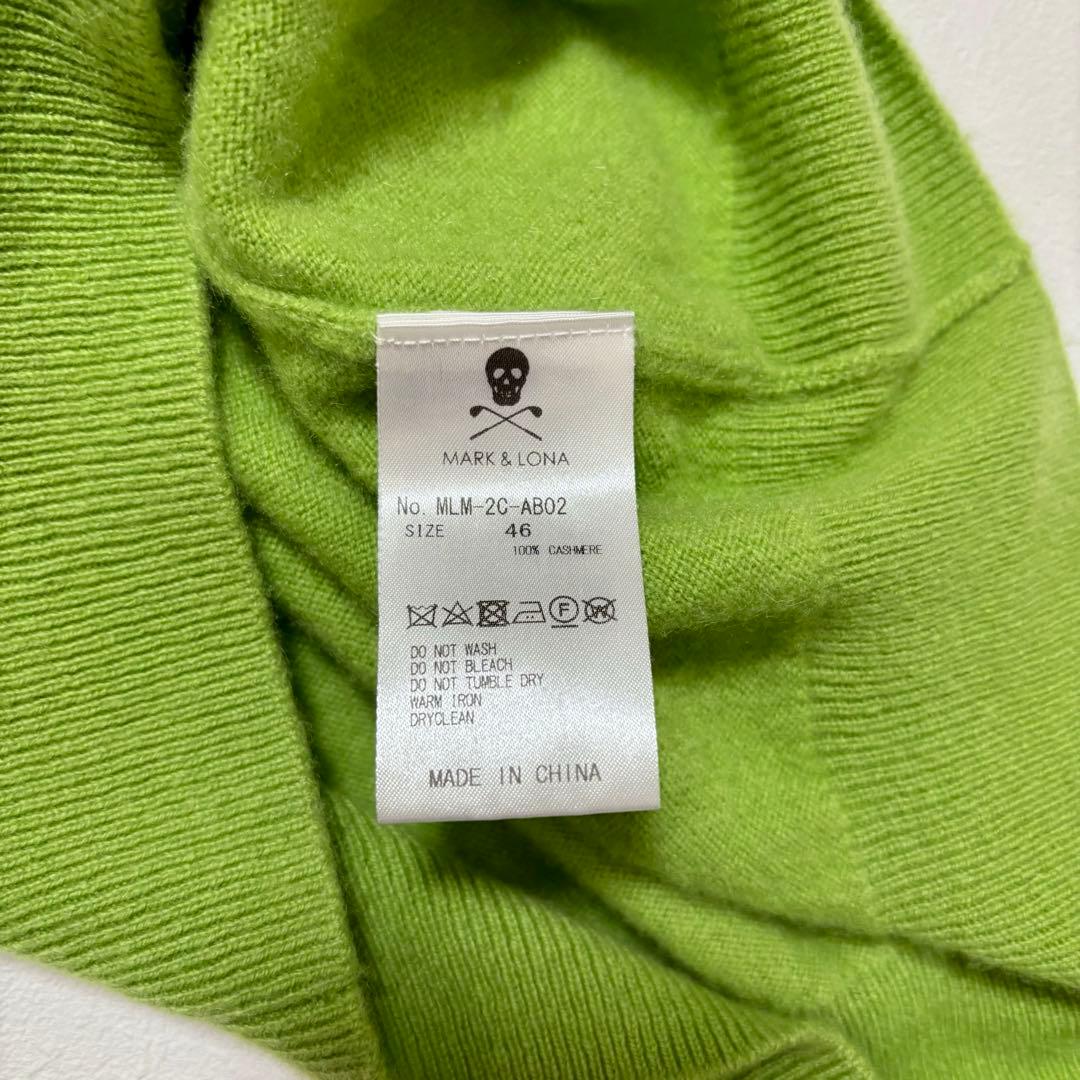 MARK & LONA
No. MLM-2C-AB02
SIZE 46
100% CASHMERE
F W
DO NOT WASH
DO NOT BLEACH
DO NOT TUMBLE DRY
WARM IRON
DRYCLEAN
MADE IN CHINA